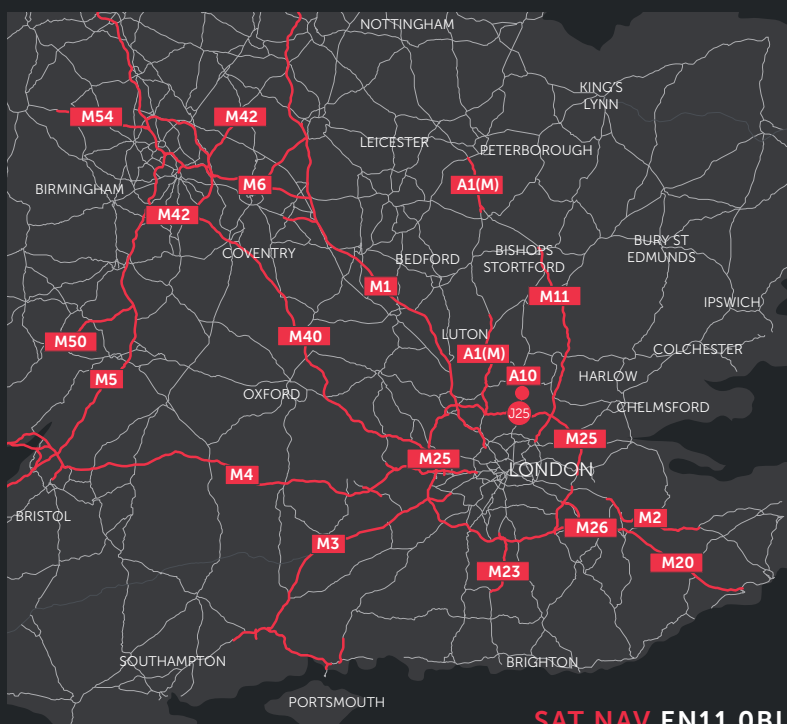 NOTTINGHAM
KING'S
LYNN
M54
M42
LEICESTER
PETERBOROUGH
BIRMINGHAM
M6
A1(M)
M42
COVENTRY
BEDFORD
BISHOPS
STORTFORD
BURY ST
EDMUNDS
M1
M11
IPSWICH
M50
M40
LUTON
A1(M)
COLCHESTER
M5
OXFORD
A10
HARLOW
J25
CHELMSFORD
M25
M25
LONDON
M4
BRISTOL
M26
M2
M3
M23
M20
SOUTHAMPTON
BRIGHTON
PORTSMOUTH
SAT NAV